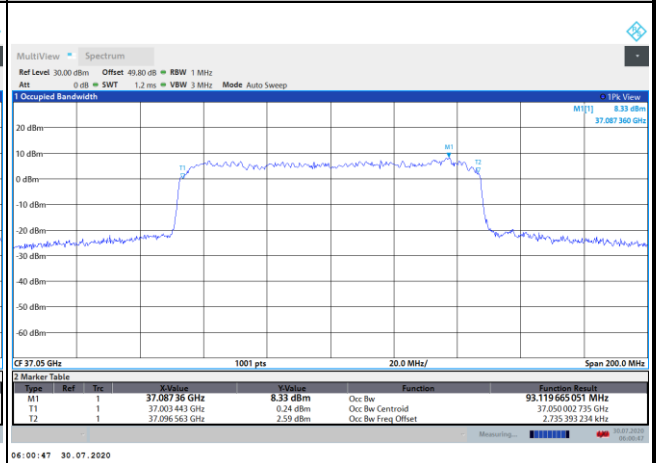 MultiView Spectrum
Ref Level 30.00 dBm Offset 49.80 dB RBW 1 MHz
Att 0 dB SWT 1.2 ms VBW 3 MHz Mode Auto Sweep
1 Occupied Bandwidth 1Pk View
M1[1] 8.33 dBm
37.087 360 GHz
20 dBm
M1
10 dBm
T1 T2
0 dBm
-10 dBm
-20 dBm
-30 dBm
-40 dBm
-50 dBm
-60 dBm
CF 37.05 GHz 1001 pts 20.0 MHz/ Span 200.0 MHz
2 Marker Table
Type Ref Trc X-Value Y-Value Function Function Result
M1 1 37.087 36 GHz 8.33 dBm Occ Bw 93.119 665 051 MHz
T1 1 37.003 443 GHz 0.24 dBm Occ Bw Centroid 37.050 002 735 GHz
T2 1 37.096 563 GHz 2.59 dBm Occ Bw Freq Offset 2.735 393 234 kHz
Measuring... 30.07.2020
06:00:47
06:00:47 30.07.2020